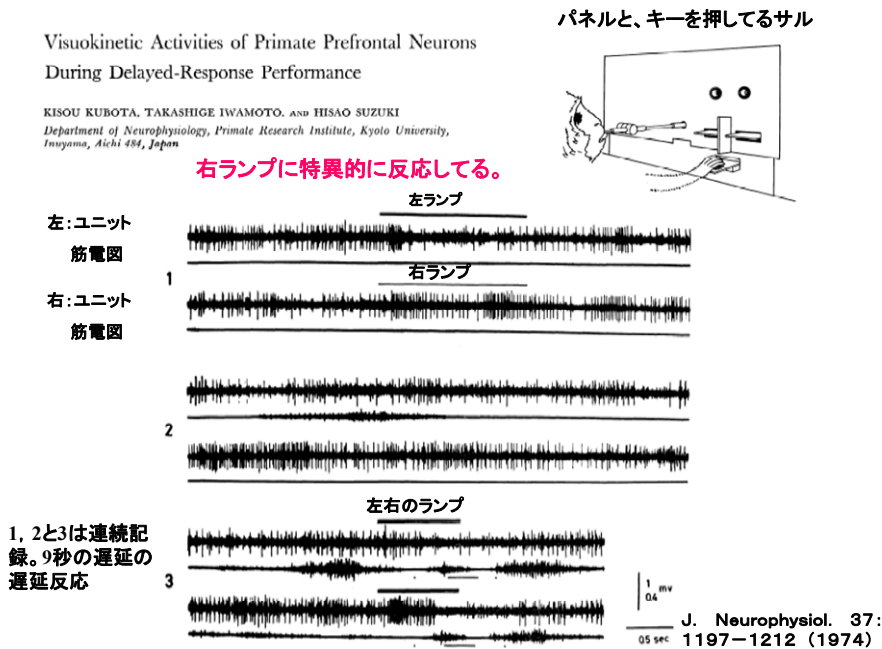 パネルと、キーを押してるサル
Visuokinetic Activities of Primate Prefrontal Neurons
During Delayed-Response Performance
KISOU KUBOTA, TAKASHIGE IWAMOTO, AND HISAO SUZUKI
Department of Neurophysiology, Primate Research Institute, Kyoto University,
Inuyama, Aichi 484, Japan
右ランプに特異的に反応してる。
左ランプ
左：ユニット
筋電図
1
右ランプ
右：ユニット
筋電図
2
左右のランプ
1，2と3は連続記
録。9秒の遅延の
遅延反応
3
1
0.4
mv
0.5 sec
J. Neurophysiol. 37:
1197－1212（1974）